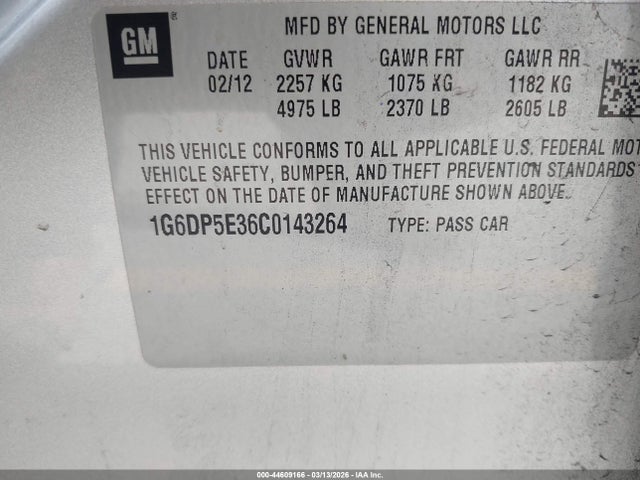 GM
MFD BY GENERAL MOTORS LLC
DATE GVWR GAWR FRT GAWR RR
02/12 2257 KG 1075 KG 1182 KG
4975 LB 2370 LB 2605 LB
THIS VEHICLE CONFORMS TO ALL APPLICABLE U.S. FEDERAL MOT
VEHICLE SAFETY, BUMPER, AND THEFT PREVENTION STANDARDS
EFFECT ON THE DATE OF MANUFACTURE SHOWN ABOVE.
1G6DP5E36C0143264 TYPE: PASS CAR
000-44609166 - 03/13/2026 - IAA Inc.